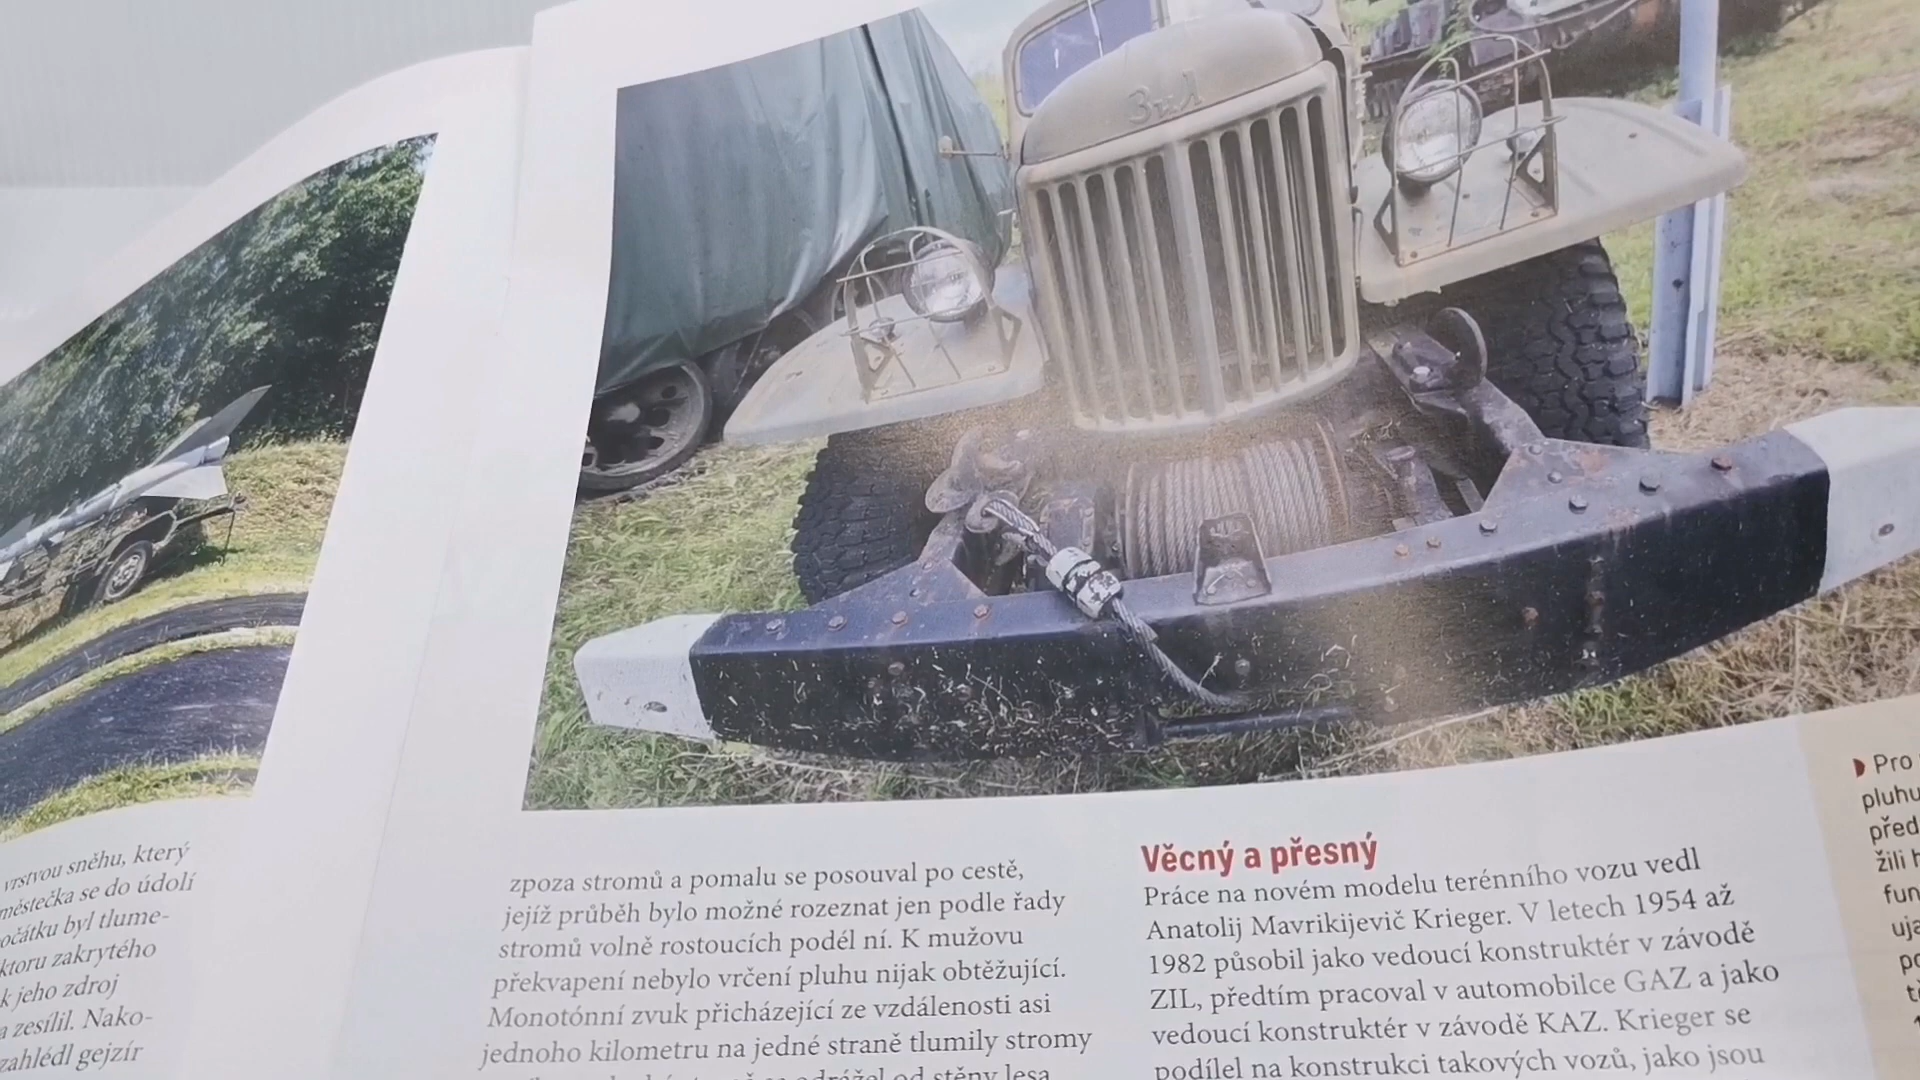 ЗиЛ
vrstvou sněhu, který
městečka se do údolí
očátku byl tlume-
ktoru zakrytého
k jeho zdroj
a zesílil. Nako-
zahlédl gejzír
zpoza stromů a pomalu se posouval po cestě,
jejíž průběh bylo možné rozeznat jen podle řady
stromů volně rostoucích podél ní. K mužovu
překvapení nebylo vrčení pluhu nijak obtěžující.
Monotónní zvuk přicházející ze vzdálenosti asi
jednoho kilometru na jedné straně tlumily stromy
odrážel od stěny lesa
Věcný a přesný
Práce na novém modelu terénního vozu vedl
Anatolij Mavrikijevič Krieger. V letech 1954 až
1982 působil jako vedoucí konstruktér v závodě
ZIL, předtím pracoval v automobilce GAZ a jako
vedoucí konstruktér v závodě KAZ. Krieger se
podílel na konstrukci takových vozů, jako jsou
Pro
pluhu
před
žili
fun